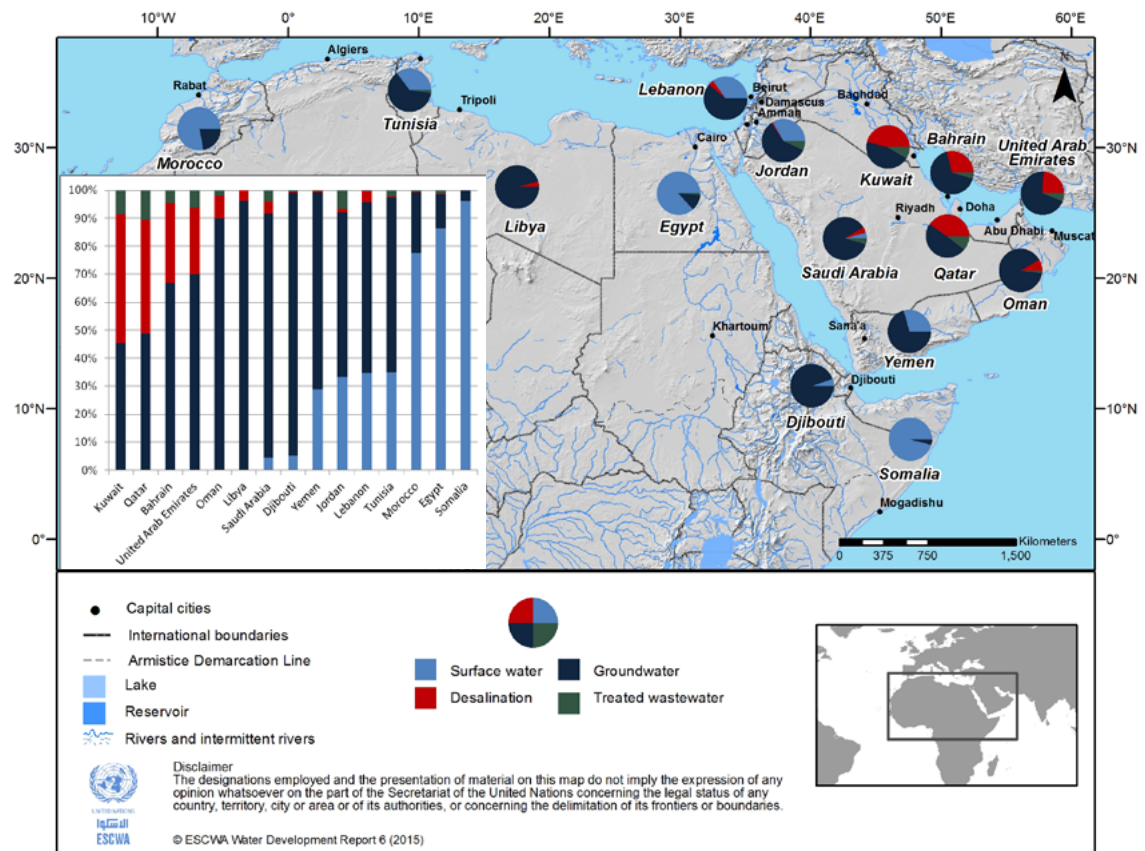 10°W 0° 10°E 20°E 30°E 40°E 50°E 60°E
Algiers
Rabat
Tunisia
Tripoli
Morocco
Lebanon
Beirut
Damascus
Amman
Baghdad
Cairo
Jordan
Kuwait
Bahrain
United Arab
Emirates
30°N
30°N
Libya
Egypt
Riyadh
Doha
Abu Dhabi
Muscat
Saudi Arabia
Qatar
Oman
20°N
20°N
Khartoum
Sana'a
Yemen
Djibouti
Djibouti
10°N
10°N
Somalia
Mogadishu
0°
0°
Kilometers
0 375 750 1,500
100%
90%
80%
70%
60%
50%
40%
30%
20%
10%
0%
Kuwait
Qatar
Bahrain
United Arab Emirates
Oman
Libya
Saudi Arabia
Djibouti
Yemen
Jordan
Lebanon
Tunisia
Morocco
Egypt
Somalia
Capital cities
International boundaries
Armistice Demarcation Line
Lake
Reservoir
Rivers and intermittent rivers
Surface water
Groundwater
Desalination
Treated wastewater
UNITED NATIONS
الاسكوا
ESCWA
Disclaimer
The designations employed and the presentation of material on this map do not imply the expression of any
opinion whatsoever on the part of the Secretariat of the United Nations concerning the legal status of any
country, territory, city or area or of its authorities, or concerning the delimitation of its frontiers or boundaries.
© ESCWA Water Development Report 6 (2015)